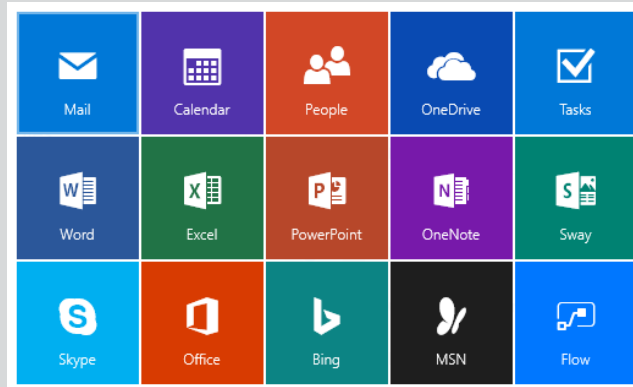 Mail Calendar People OneDrive Tasks
W N S
Word Excel PowerPoint OneNote Sway
S
Skype Office Bing MSN Flow